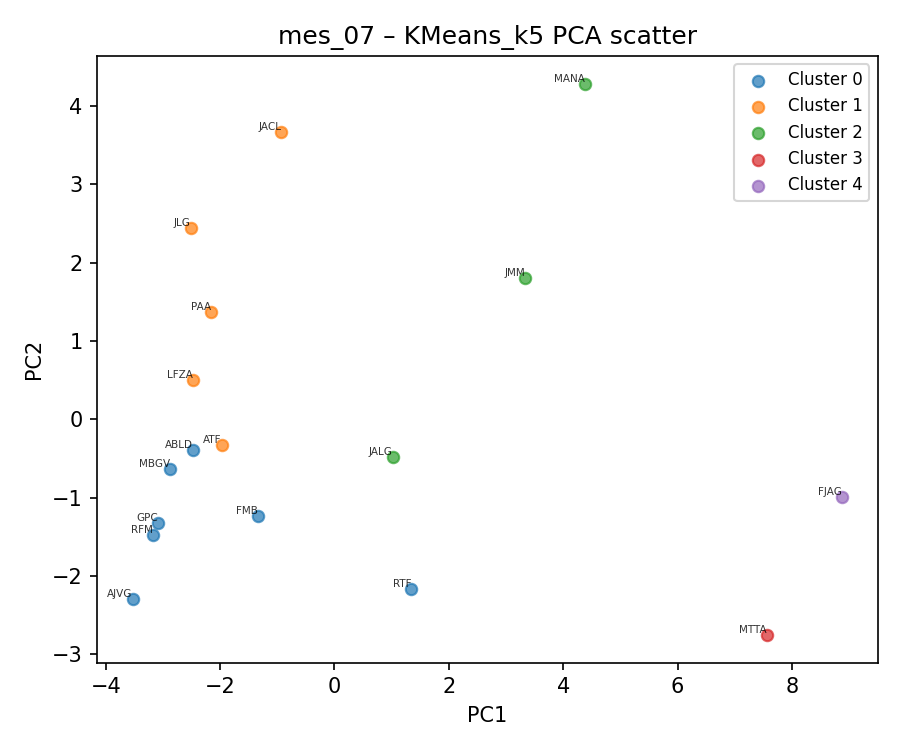 mes_07 – KMeans_k5 PCA scatter
Cluster 0
Cluster 1
Cluster 2
Cluster 3
Cluster 4
MANA
JACL
JLG
JMM
PAA
LFZA
ABLD
ATF
MBGV
JALG
FJAG
GPC
RFM
FMB
RTF
AJVG
MTTA
4
3
2
1
0
−1
−2
−3
PC2
−4
−2
0
2
4
6
8
PC1